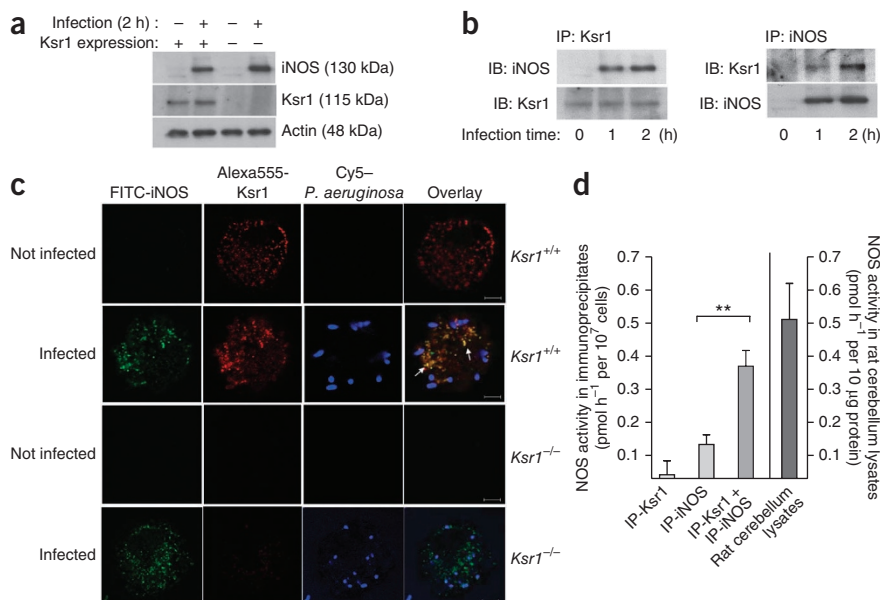 a
Infection (2 h) : – + – +
Ksr1 expression: + + – –
iNOS (130 kDa)
Ksr1 (115 kDa)
Actin (48 kDa)
b
IP: Ksr1
IB: iNOS
IB: Ksr1
Infection time: 0 1 2 (h)
IP: iNOS
IB: Ksr1
IB: iNOS
0 1 2 (h)
c
FITC-iNOS
Alexa555-
Ksr1
Cy5–
P. aeruginosa
Overlay
Not infected
Ksr1+/+
Infected
Ksr1+/+
Not infected
Ksr1–/–
Infected
Ksr1–/–
d
NOS activity in immunoprecipitates
(pmol h–1 per 10⁷ cells)
0.7
0.6
0.5
0.4
0.3
0.2
0.1
**
0.7
0.5
0.5
0.4
0.3
0.2
0.1
NOS activity in rat cerebellum lysates
(pmol h–1 per 10 µg protein)
IP-Ksr1
IP-iNOS
IP-Ksr1 +
IP-iNOS
Rat cerebellum
lysates